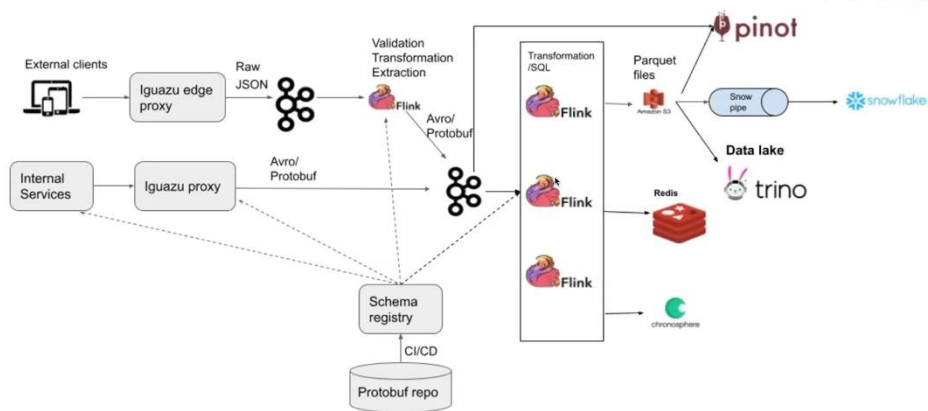 pinot
Validation
Transformation
Extraction
Transformation
/SQL
External clients
Raw
JSON
Parquet
files
Iguazu edge
proxy
Flink
Flink
Amazon S3
Snow
pipe
snowflake
Avro/
Protobuf
Data lake
Internal
Services
Iguazu proxy
Avro/
Protobuf
Flink
Redis
trino
Flink
Schema
registry
chronosphere
CI/CD
Protobuf repo